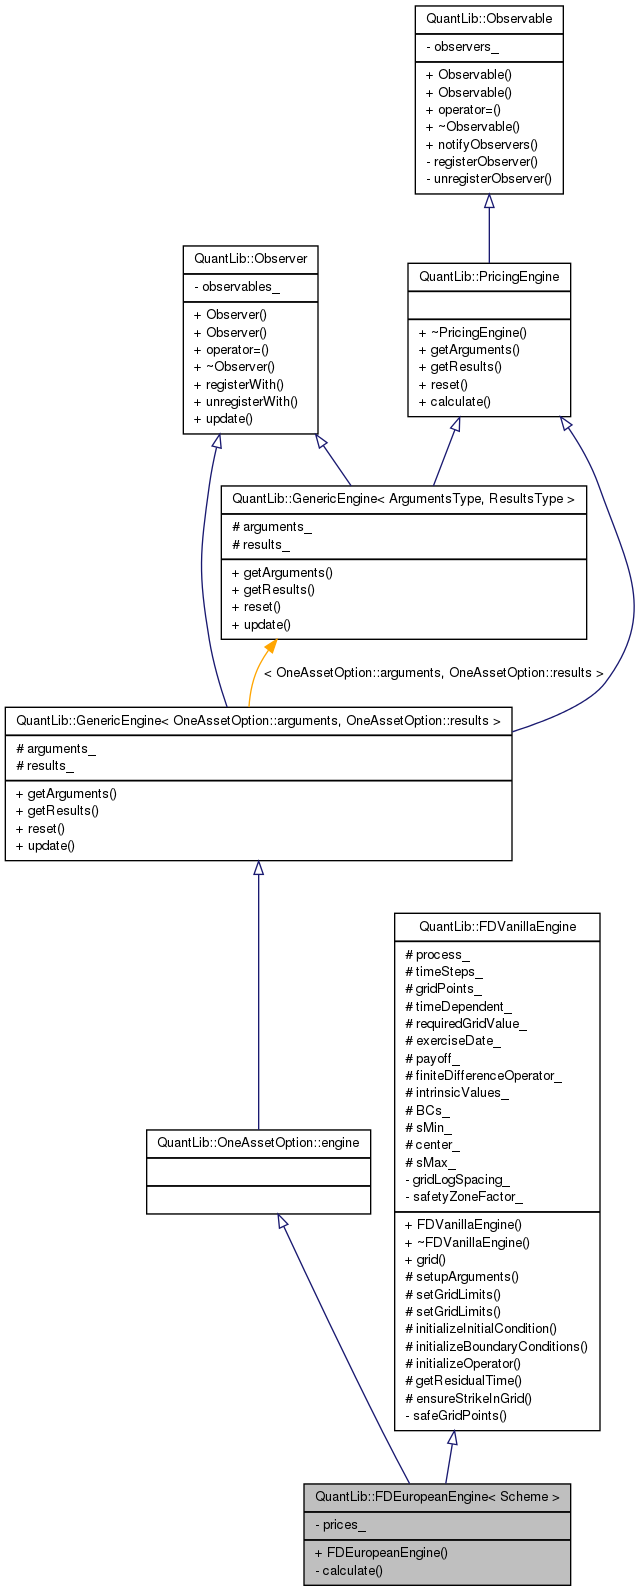 QuantLib::Observable
- observers_
+ Observable()
+ Observable()
+ operator=()
+ ~Observable()
+ notifyObservers()
- registerObserver()
- unregisterObserver()
QuantLib::Observer
- observables_
+ Observer()
+ Observer()
+ operator=()
+ ~Observer()
+ registerWith()
+ unregisterWith()
+ update()
QuantLib::PricingEngine
+ ~PricingEngine()
+ getArguments()
+ getResults()
+ reset()
+ calculate()
QuantLib::GenericEngine< ArgumentsType, ResultsType >
# arguments_
# results_
+ getArguments()
+ getResults()
+ reset()
+ update()
< OneAssetOption::arguments, OneAssetOption::results >
QuantLib::GenericEngine< OneAssetOption::arguments, OneAssetOption::results >
# arguments_
# results_
+ getArguments()
+ getResults()
+ reset()
+ update()
QuantLib::FDVanillaEngine
# process_
# timeSteps_
# gridPoints_
# timeDependent_
# requiredGridValue_
# exerciseDate_
# payoff_
# finiteDifferenceOperator_
# intrinsicValues_
# BCs_
# sMin_
# center_
# sMax_
- gridLogSpacing_
- safetyZoneFactor_
+ FDVanillaEngine()
+ ~FDVanillaEngine()
+ grid()
# setupArguments()
# setGridLimits()
# setGridLimits()
# initializeInitialCondition()
# initializeBoundaryConditions()
# initializeOperator()
# getResidualTime()
# ensureStrikeInGrid()
- safeGridPoints()
QuantLib::OneAssetOption::engine
QuantLib::FDEuropeanEngine< Scheme >
- prices_
+ FDEuropeanEngine()
- calculate()